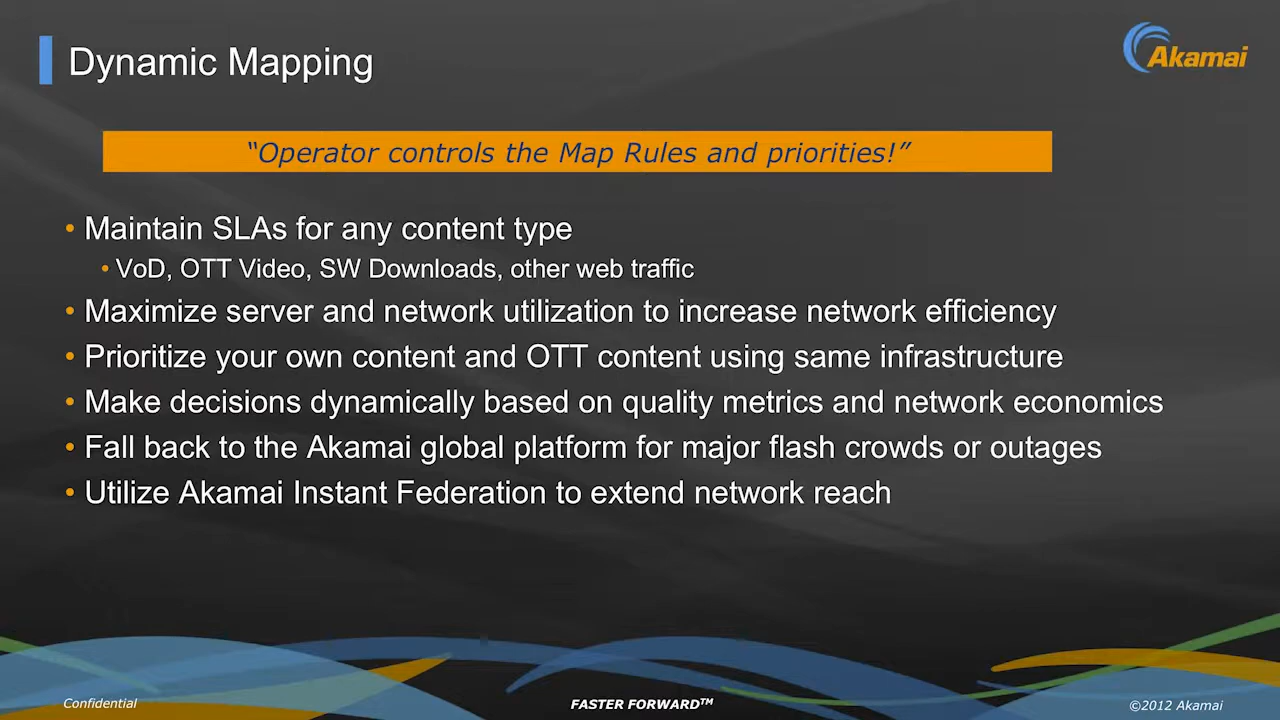 Dynamic Mapping
Akamai
“Operator controls the Map Rules and priorities!”
• Maintain SLAs for any content type
• VoD, OTT Video, SW Downloads, other web traffic
• Maximize server and network utilization to increase network efficiency
• Prioritize your own content and OTT content using same infrastructure
• Make decisions dynamically based on quality metrics and network economics
• Fall back to the Akamai global platform for major flash crowds or outages
• Utilize Akamai Instant Federation to extend network reach
Confidential
FASTER FORWARD™
©2012 Akamai